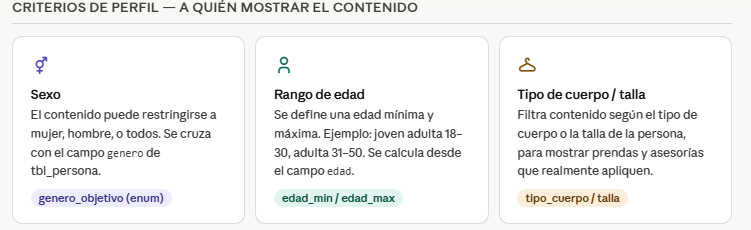 CRITERIOS DE PERFIL — A QUIÉN MOSTRAR EL CONTENIDO
Sexo
El contenido puede restringirse a
mujer, hombre, o todos. Se cruza
con el campo genero de
tbl_persona.
genero_objetivo (enum)
Rango de edad
Se define una edad mínima y
máxima. Ejemplo: joven adulta 18–
30, adulta 31–50. Se calcula desde
el campo edad.
edad_min / edad_max
Tipo de cuerpo / talla
Filtra contenido según el tipo de
cuerpo o la talla de la persona,
para mostrar prendas y asesorías
que realmente apliquen.
tipo_cuerpo / talla